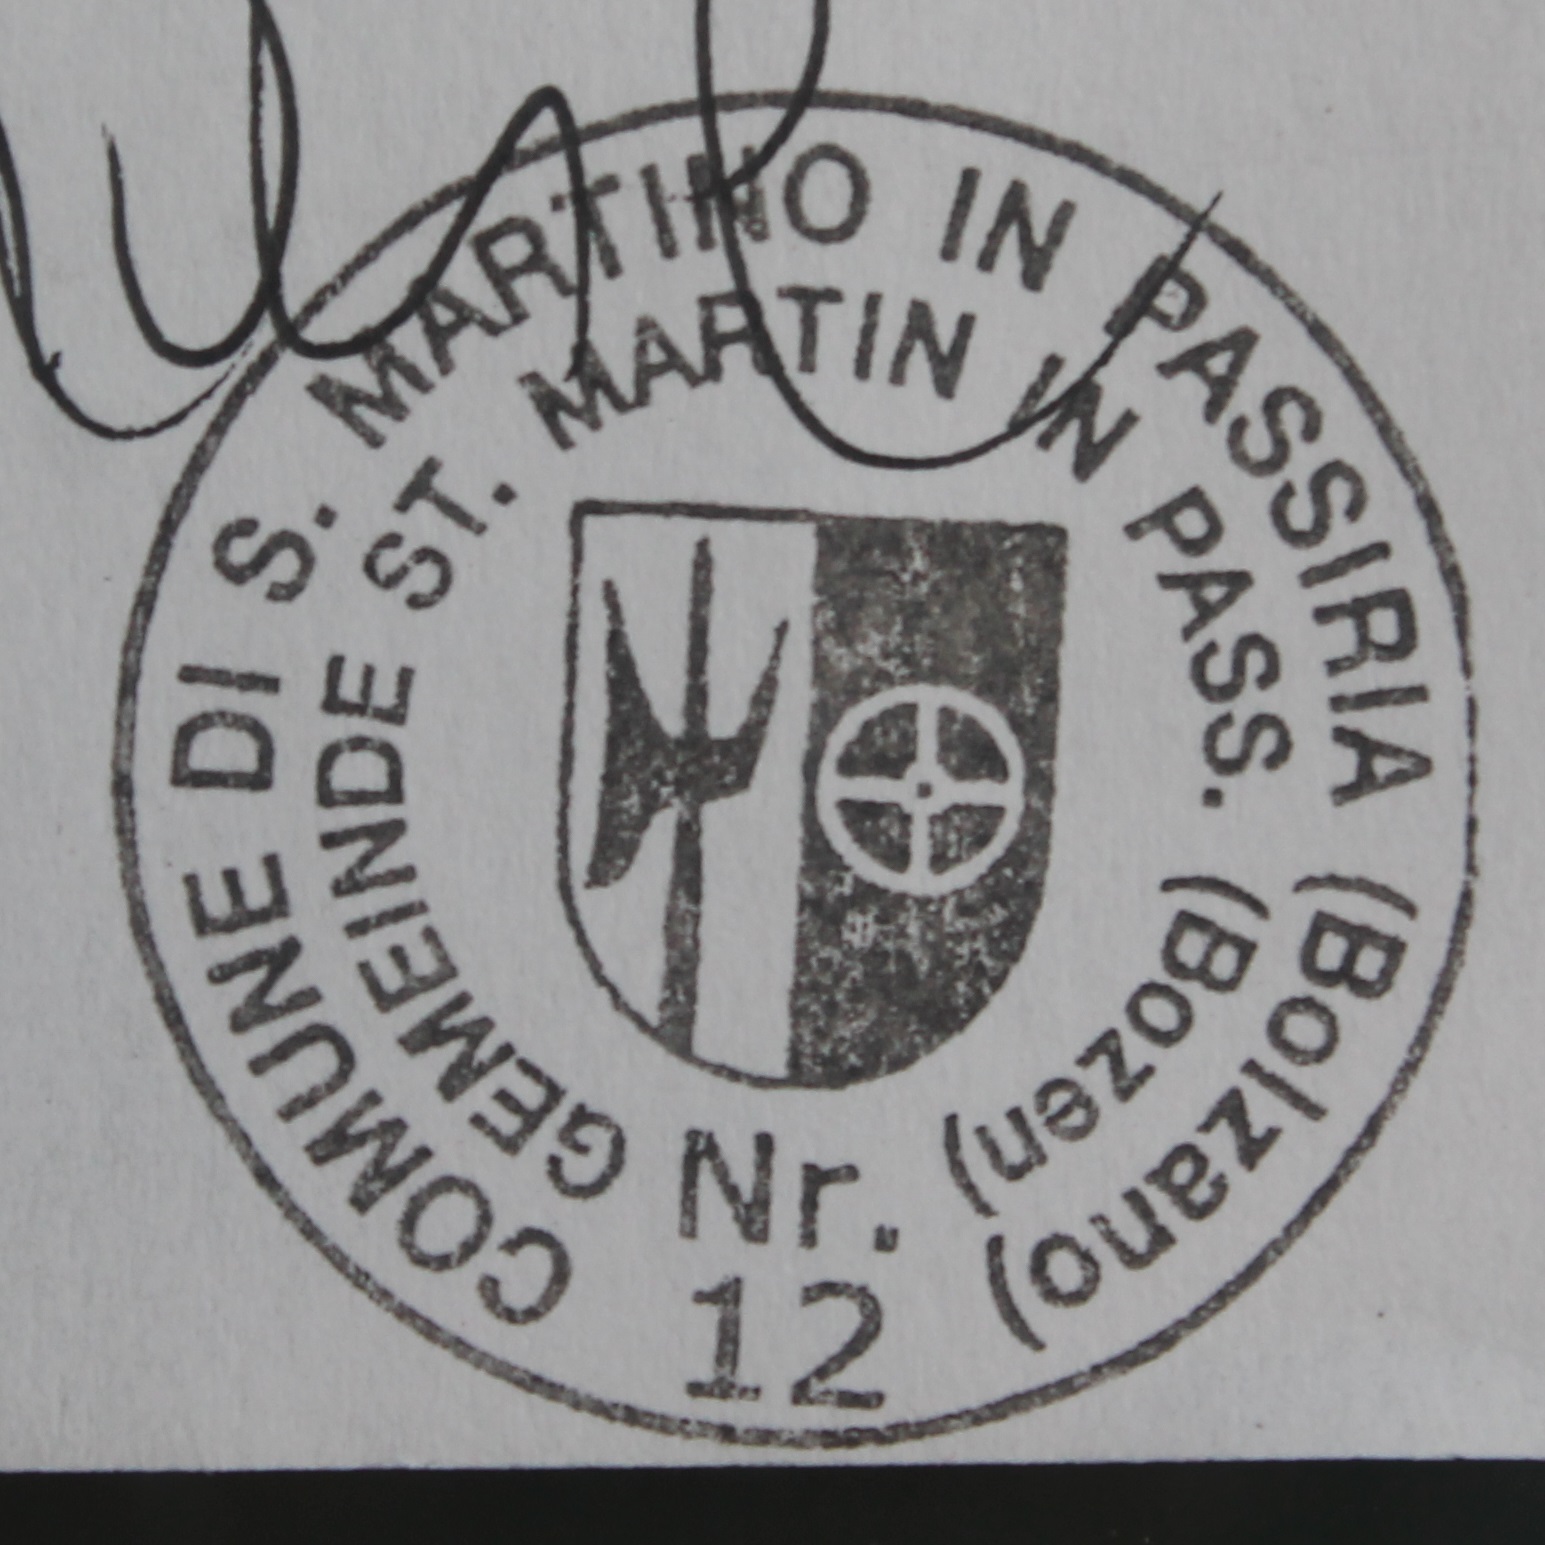 COMUNE DI S. MARTINO IN PASSIRIA (Bolzano)
GEMEINDE ST. MARTIN IN PASS. (Bozen)
Nr.
12